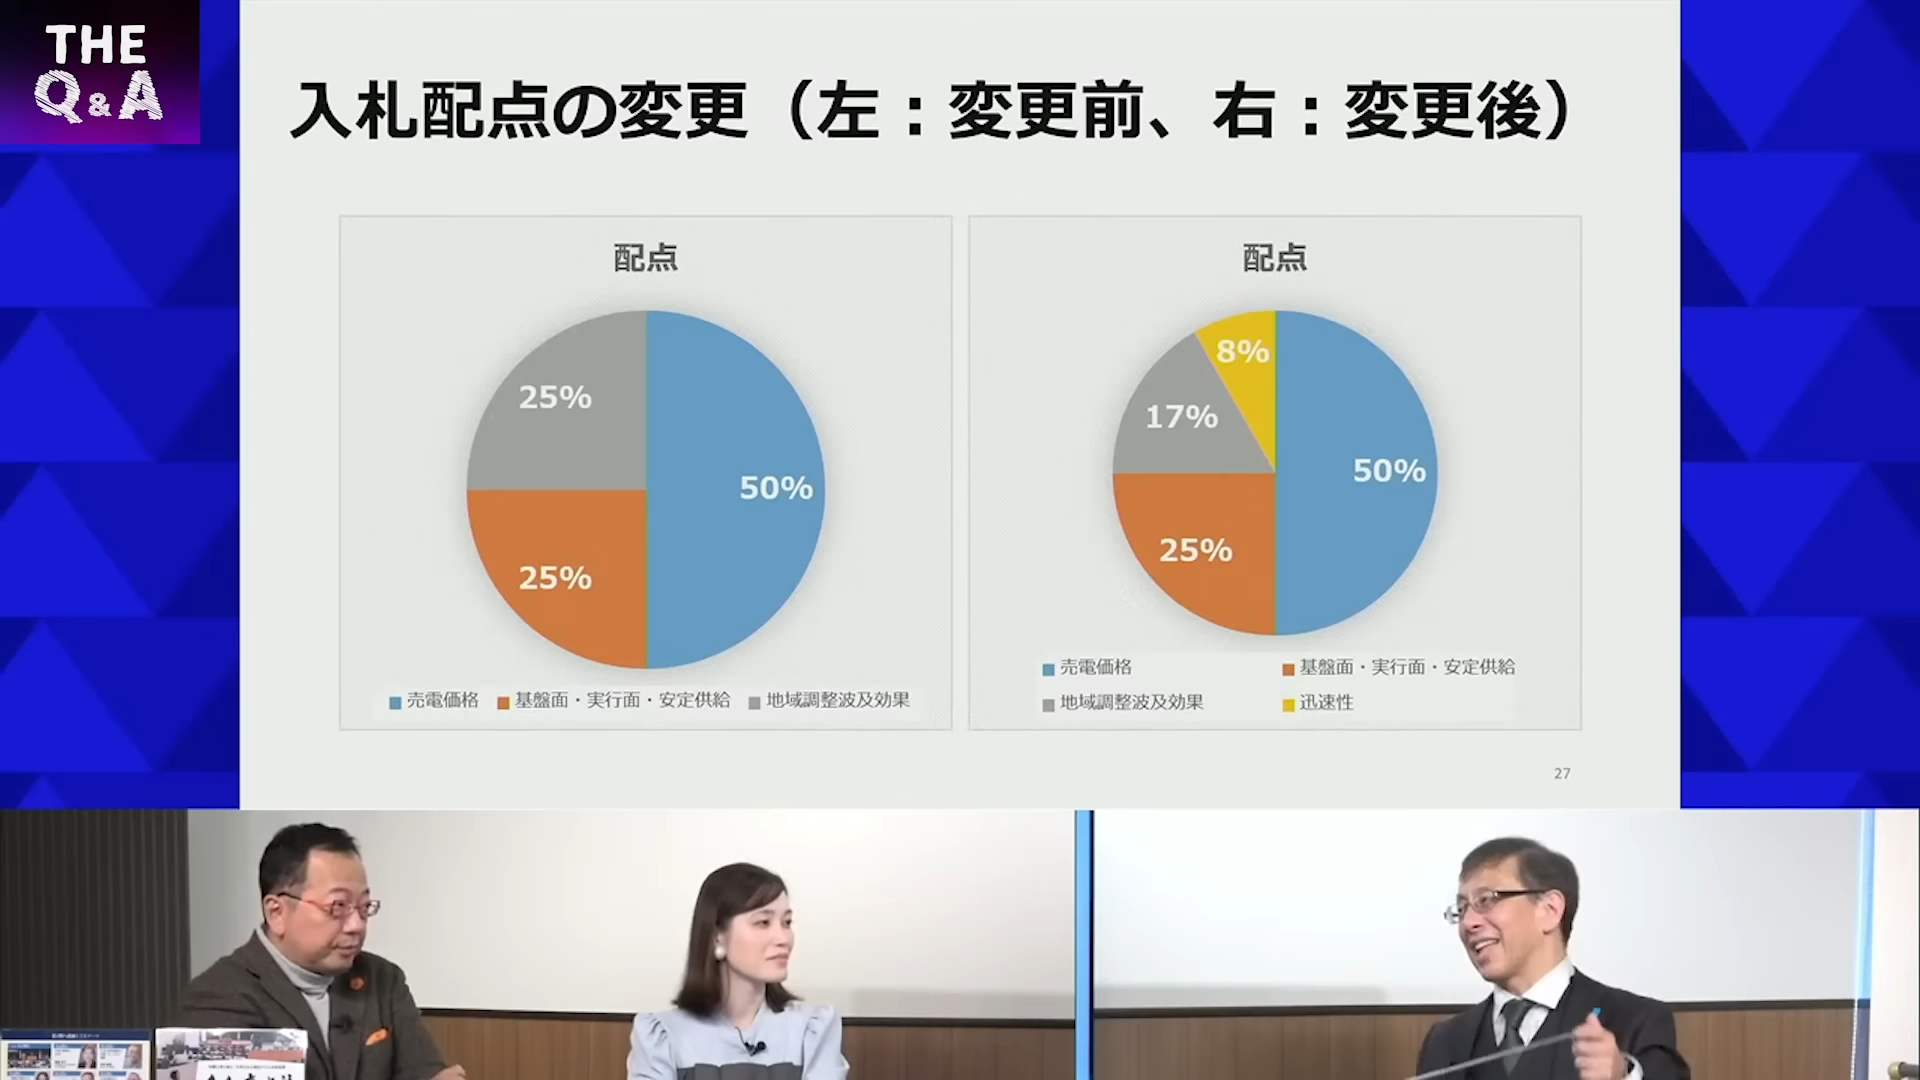 THE
Q&A
入札配点の変更（左：変更前、右：変更後）
配点
25%
50%
25%
売電価格 基盤面・実行面・安定供給 地域調整波及効果
配点
8%
17%
50%
25%
売電価格 基盤面・実行面・安定供給
地域調整波及効果 迅速性
27